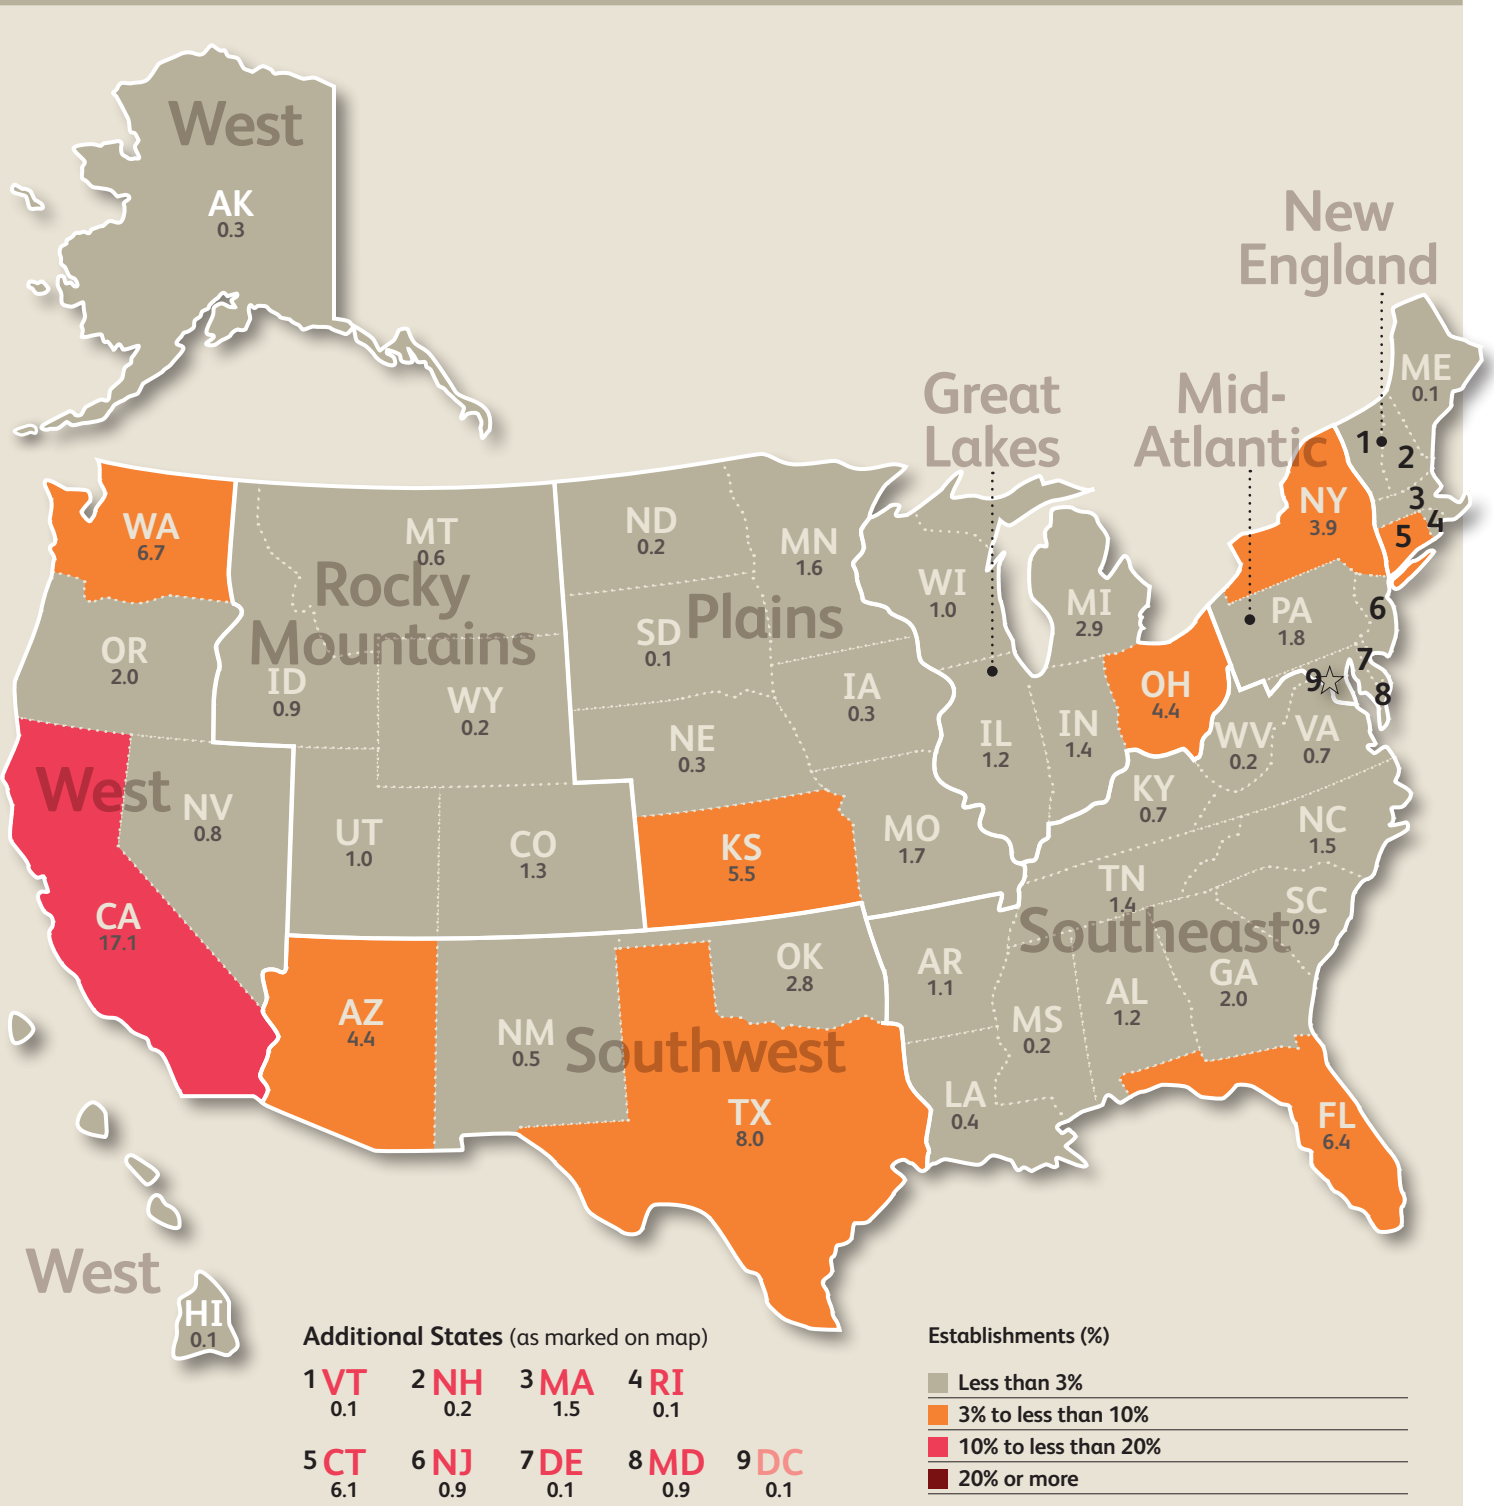 West
AK
0.3
New
England
ME
0.1
Great
Lakes
Mid-
Atlantic
1
2
3
4
5
NY
3.9
WA
6.7
MT
0.6
ND
0.2
MN
1.6
Rocky
Mountains
Plains
WI
1.0
MI
2.9
PA
1.8
6
7
8
9
OR
2.0
ID
0.9
WY
0.2
SD
0.1
IA
0.3
NE
0.3
IL
1.2
IN
1.4
OH
4.4
WV
0.2
VA
0.7
West
NV
0.8
UT
1.0
CO
1.3
KS
5.5
MO
1.7
KY
0.7
NC
1.5
CA
17.1
TN
1.4
SC
0.9
Southeast
AZ
4.4
NM
0.5
OK
2.8
AR
1.1
MS
0.2
AL
1.2
GA
2.0
Southwest
TX
8.0
LA
0.4
FL
6.4
West
HI
0.1
Additional States (as marked on map)
1 VT 2 NH 3 MA 4 RI
0.1 0.2 1.5 0.1
5 CT 6 NJ 7 DE 8 MD 9 DC
6.1 0.9 0.1 0.9 0.1
Establishments (%)
Less than 3%
3% to less than 10%
10% to less than 20%
20% or more